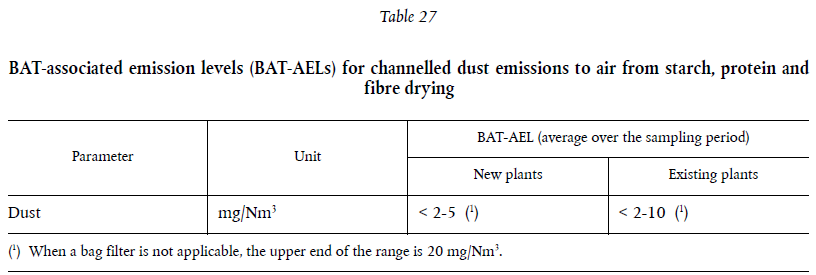 Table 27
BAT-associated emission levels (BAT-AELs) for channelled dust emissions to air from starch, protein and
fibre drying
Parameter
Unit
BAT-AEL (average over the sampling period)
New plants
Existing plants
Dust
mg/Nm³
< 2-5 (¹)
< 2-10 (¹)
(¹) When a bag filter is not applicable, the upper end of the range is 20 mg/Nm³.